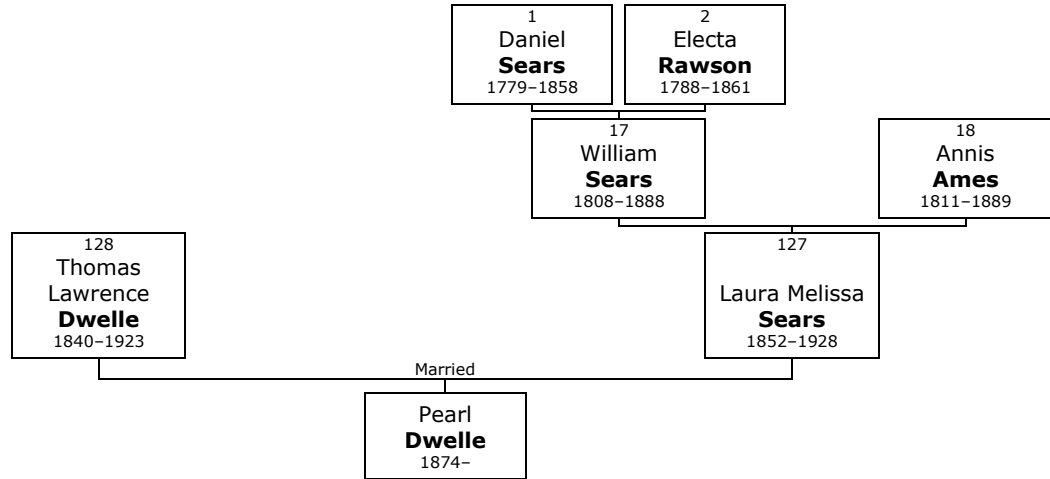 1
Daniel
Sears
1779–1858
2
Electa
Rawson
1788–1861
17
William
Sears
1808–1888
18
Annis
Ames
1811–1889
128
Thomas
Lawrence
Dwelle
1840–1923
127
Laura Melissa
Sears
1852–1928
Married
Pearl
Dwelle
1874–